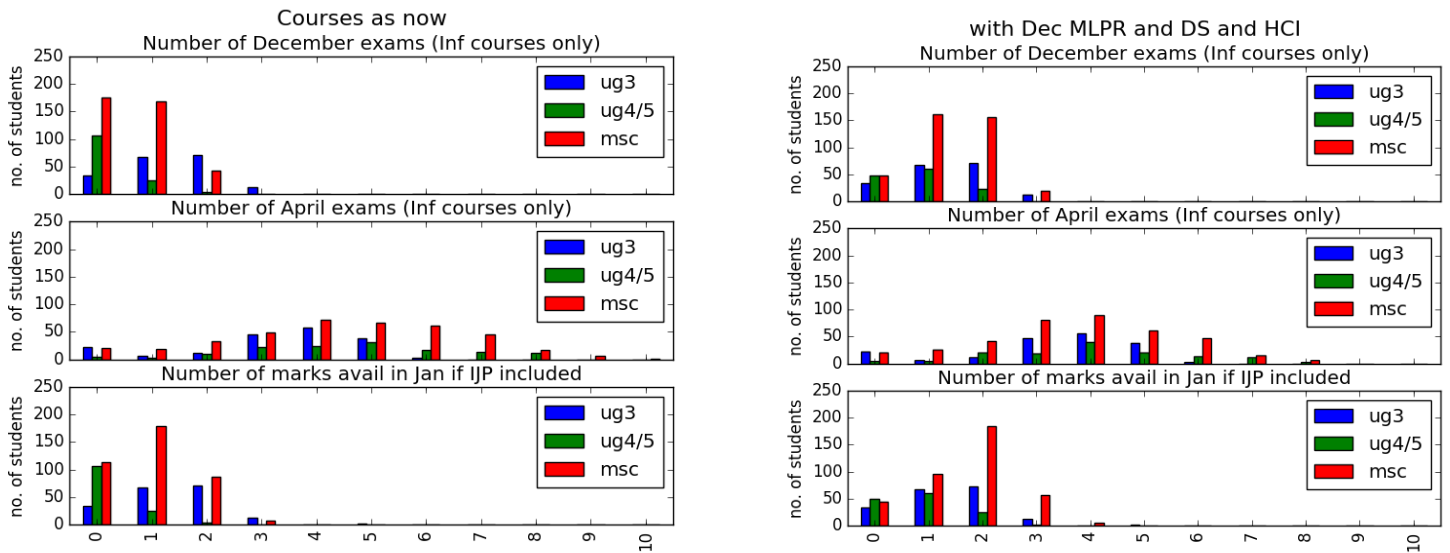 Courses as now
Number of December exams (Inf courses only)
no. of students
250
200
150
100
50
0
ug3
ug4/5
msc
Number of April exams (Inf courses only)
no. of students
250
200
150
100
50
0
ug3
ug4/5
msc
Number of marks avail in Jan if IJP included
no. of students
250
200
150
100
50
0
ug3
ug4/5
msc
0 1 2 3 4 5 6 7 8 9 10
with Dec MLPR and DS and HCI
Number of December exams (Inf courses only)
no. of students
250
200
150
100
50
0
ug3
ug4/5
msc
Number of April exams (Inf courses only)
no. of students
250
200
150
100
50
0
ug3
ug4/5
msc
Number of marks avail in Jan if IJP included
no. of students
250
200
150
100
50
0
ug3
ug4/5
msc
0 1 2 3 4 5 6 7 8 9 10